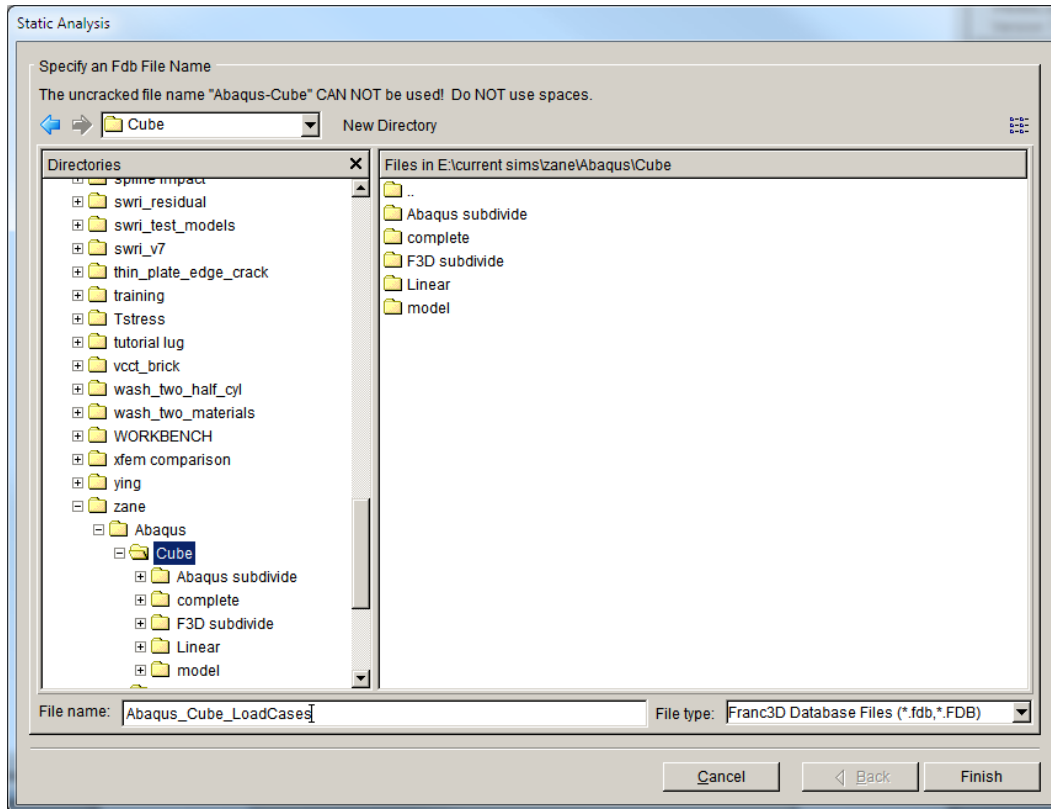 Static Analysis
Specify an Fdb File Name
The uncracked file name "Abaqus-Cube" CAN NOT be used! Do NOT use spaces.
Cube
New Directory
Directories
Files in E:\current sims\zane\Abaqus\Cube
spline impact
swri_residual
swri_test_models
swri_v7
thin_plate_edge_crack
training
Tstress
tutorial lug
vcct_brick
wash_two_half_cyl
wash_two_materials
WORKBENCH
xfem comparison
ying
zane
Abaqus
Cube
Abaqus subdivide
complete
F3D subdivide
Linear
model
..
Abaqus subdivide
complete
F3D subdivide
Linear
model
File name: Abaqus_Cube_LoadCases
File type: Franc3D Database Files (*.fdb,*.FDB)
Cancel
Back
Finish